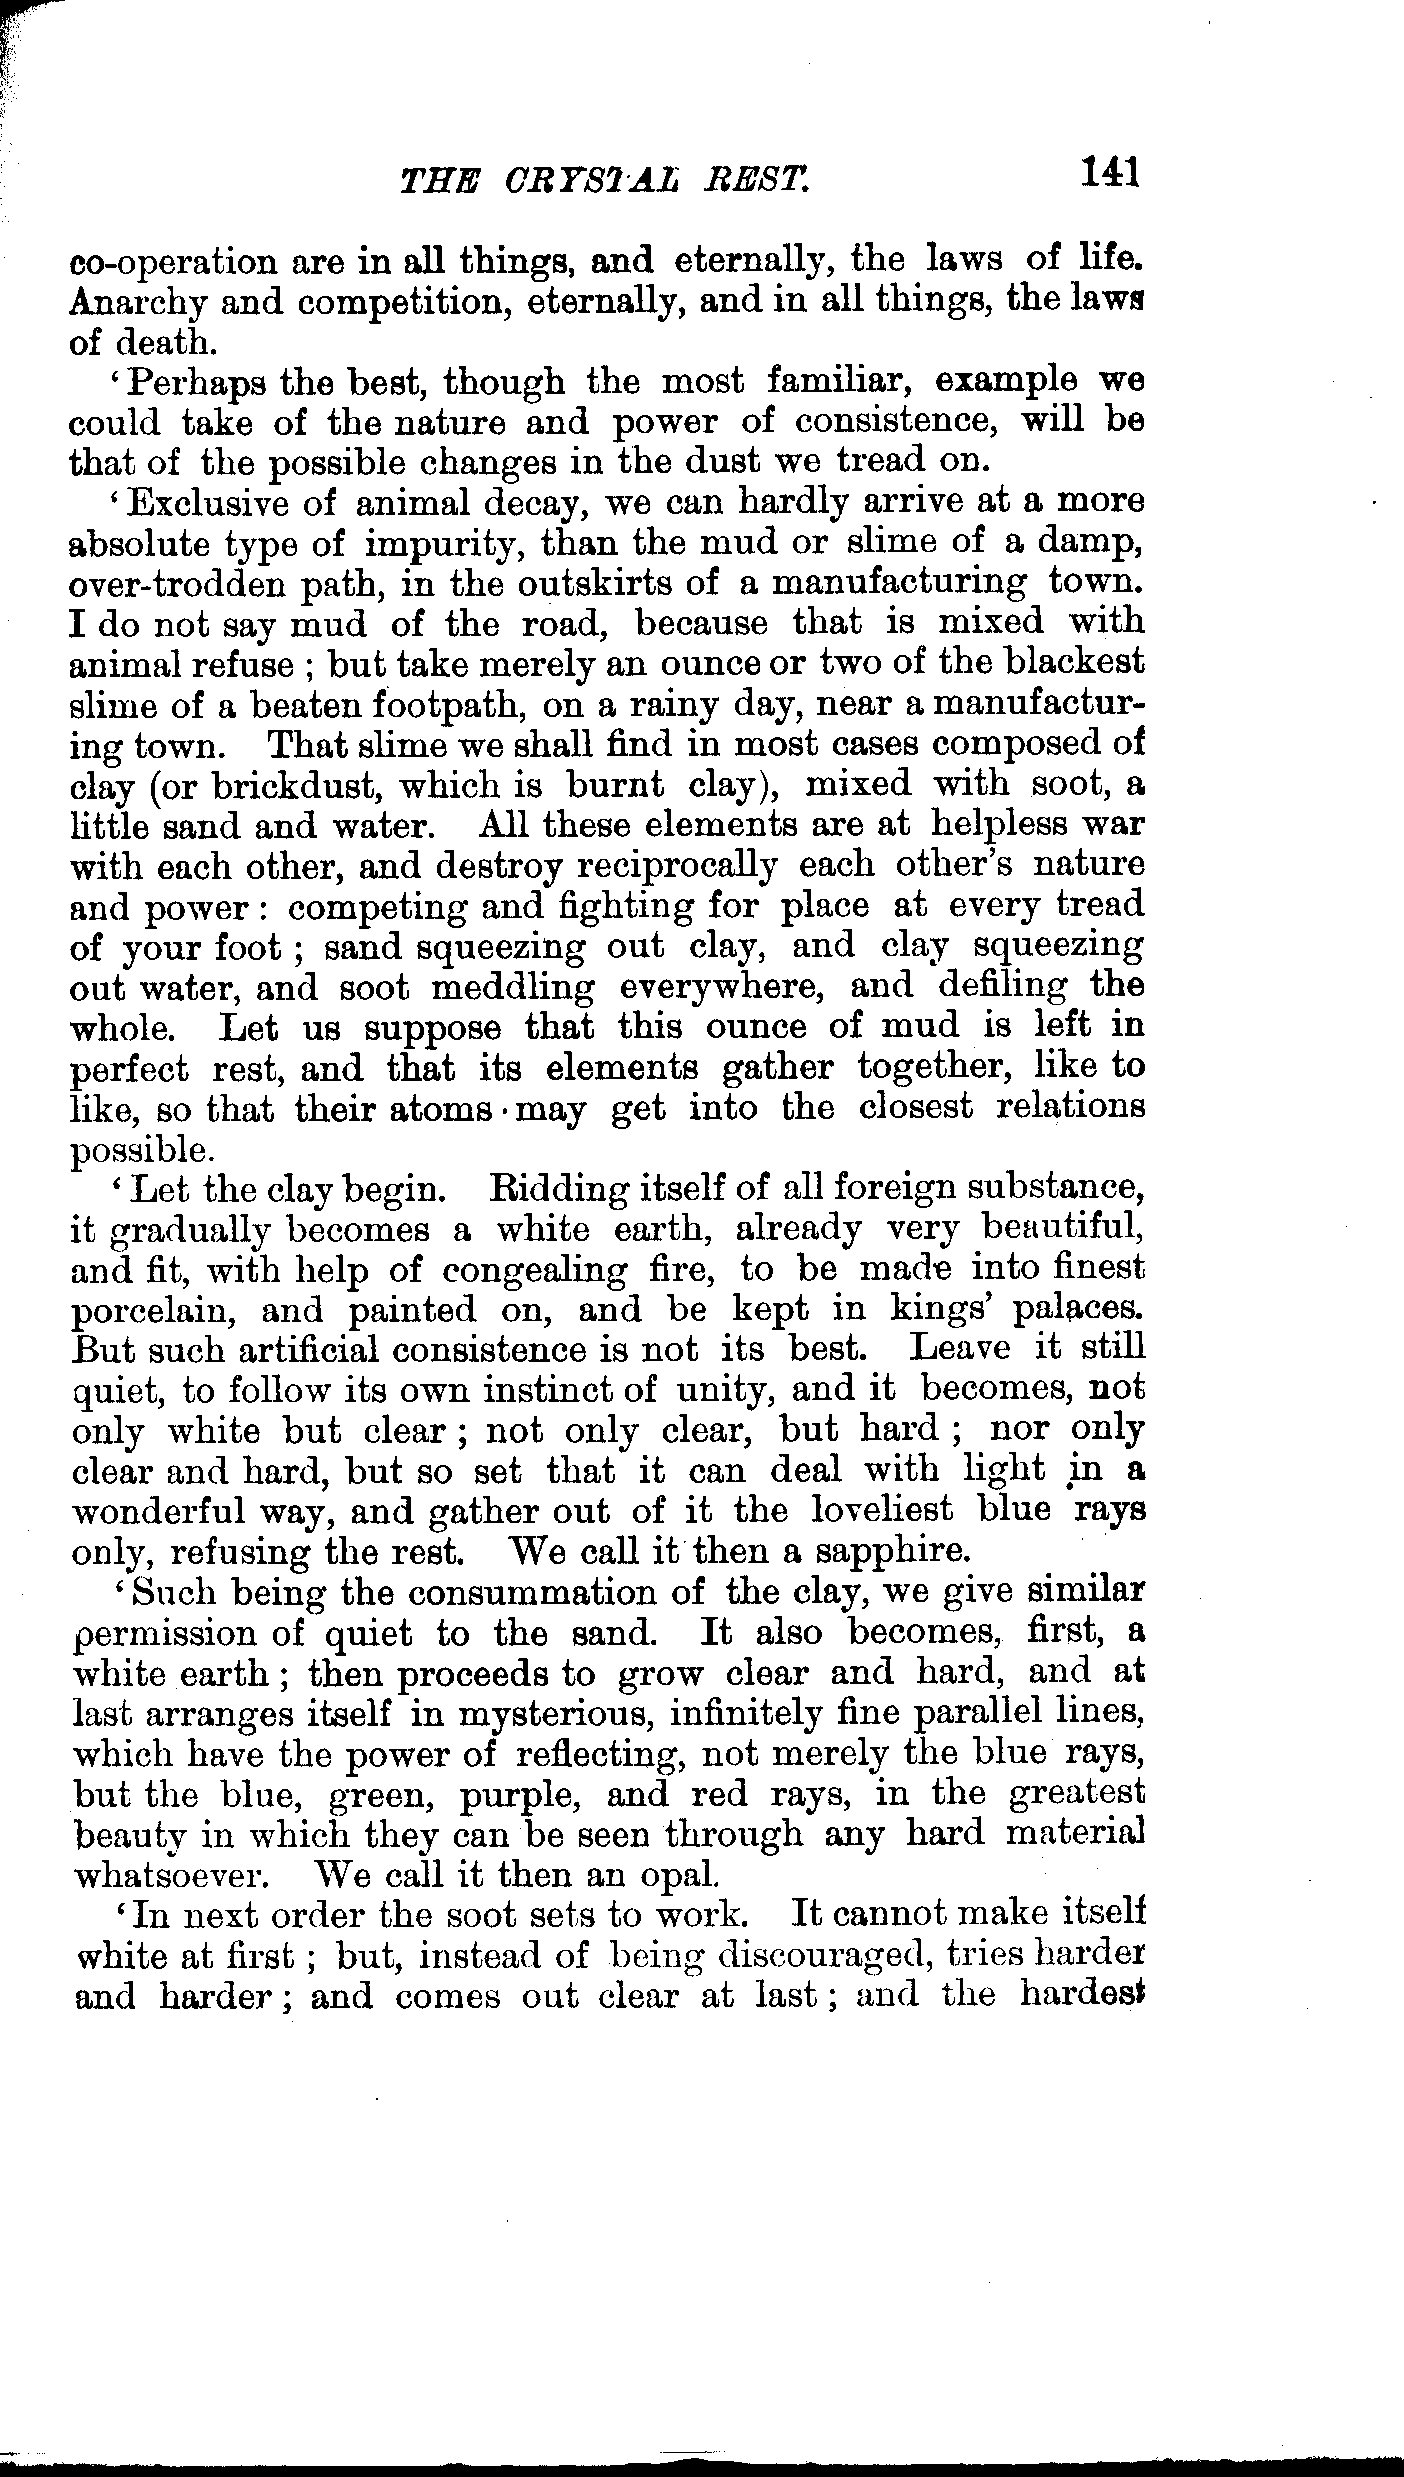 THE CRYSTAL REST. 141
co-operation are in all things, and eternally, the laws of life.
Anarchy and competition, eternally, and in all things, the laws
of death.
‘Perhaps the best, though the most familiar, example we
could take of the nature and power of consistence, will be
that of the possible changes in the dust we tread on.
‘Exclusive of animal decay, we can hardly arrive at a more
absolute type of impurity, than the mud or slime of a damp,
over-trodden path, in the outskirts of a manufacturing town.
I do not say mud of the road, because that is mixed with
animal refuse ; but take merely an ounce or two of the blackest
slime of a beaten footpath, on a rainy day, near a manufactur-
ing town. That slime we shall find in most cases composed of
clay (or brickdust, which is burnt clay), mixed with soot, a
little sand and water. All these elements are at helpless war
with each other, and destroy reciprocally each other’s nature
and power : competing and fighting for place at every tread
of your foot ; sand squeezing out clay, and clay squeezing
out water, and soot meddling everywhere, and defiling the
whole. Let us suppose that this ounce of mud is left in
perfect rest, and that its elements gather together, like to
like, so that their atoms may get into the closest relations
possible.
‘Let the clay begin. Ridding itself of all foreign substance,
it gradually becomes a white earth, already very beautiful,
and fit, with help of congealing fire, to be made into finest
porcelain, and painted on, and be kept in kings’ palaces.
But such artificial consistence is not its best. Leave it still
quiet, to follow its own instinct of unity, and it becomes, not
only white but clear ; not only clear, but hard ; nor only
clear and hard, but so set that it can deal with light in a
wonderful way, and gather out of it the loveliest blue rays
only, refusing the rest. We call it then a sapphire.
‘Such being the consummation of the clay, we give similar
permission of quiet to the sand. It also becomes, first, a
white earth ; then proceeds to grow clear and hard, and at
last arranges itself in mysterious, infinitely fine parallel lines,
which have the power of reflecting, not merely the blue rays,
but the blue, green, purple, and red rays, in the greatest
beauty in which they can be seen through any hard material
whatsoever. We call it then an opal.
‘In next order the soot sets to work. It cannot make itself
white at first ; but, instead of being discouraged, tries harder
and harder ; and comes out clear at last ; and the hardest